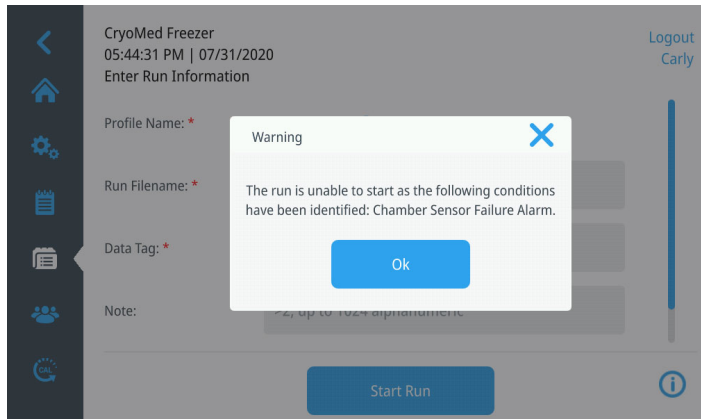 CryoMed Freezer
05:44:31 PM | 07/31/2020
Enter Run Information
Logout
Carly
Profile Name: *
Run Filename: *
Data Tag: *
Note:
Warning
The run is unable to start as the following conditions
have been identified: Chamber Sensor Failure Alarm.
Ok
>2, up to 1024 alphanumeric
Start Run
CAL